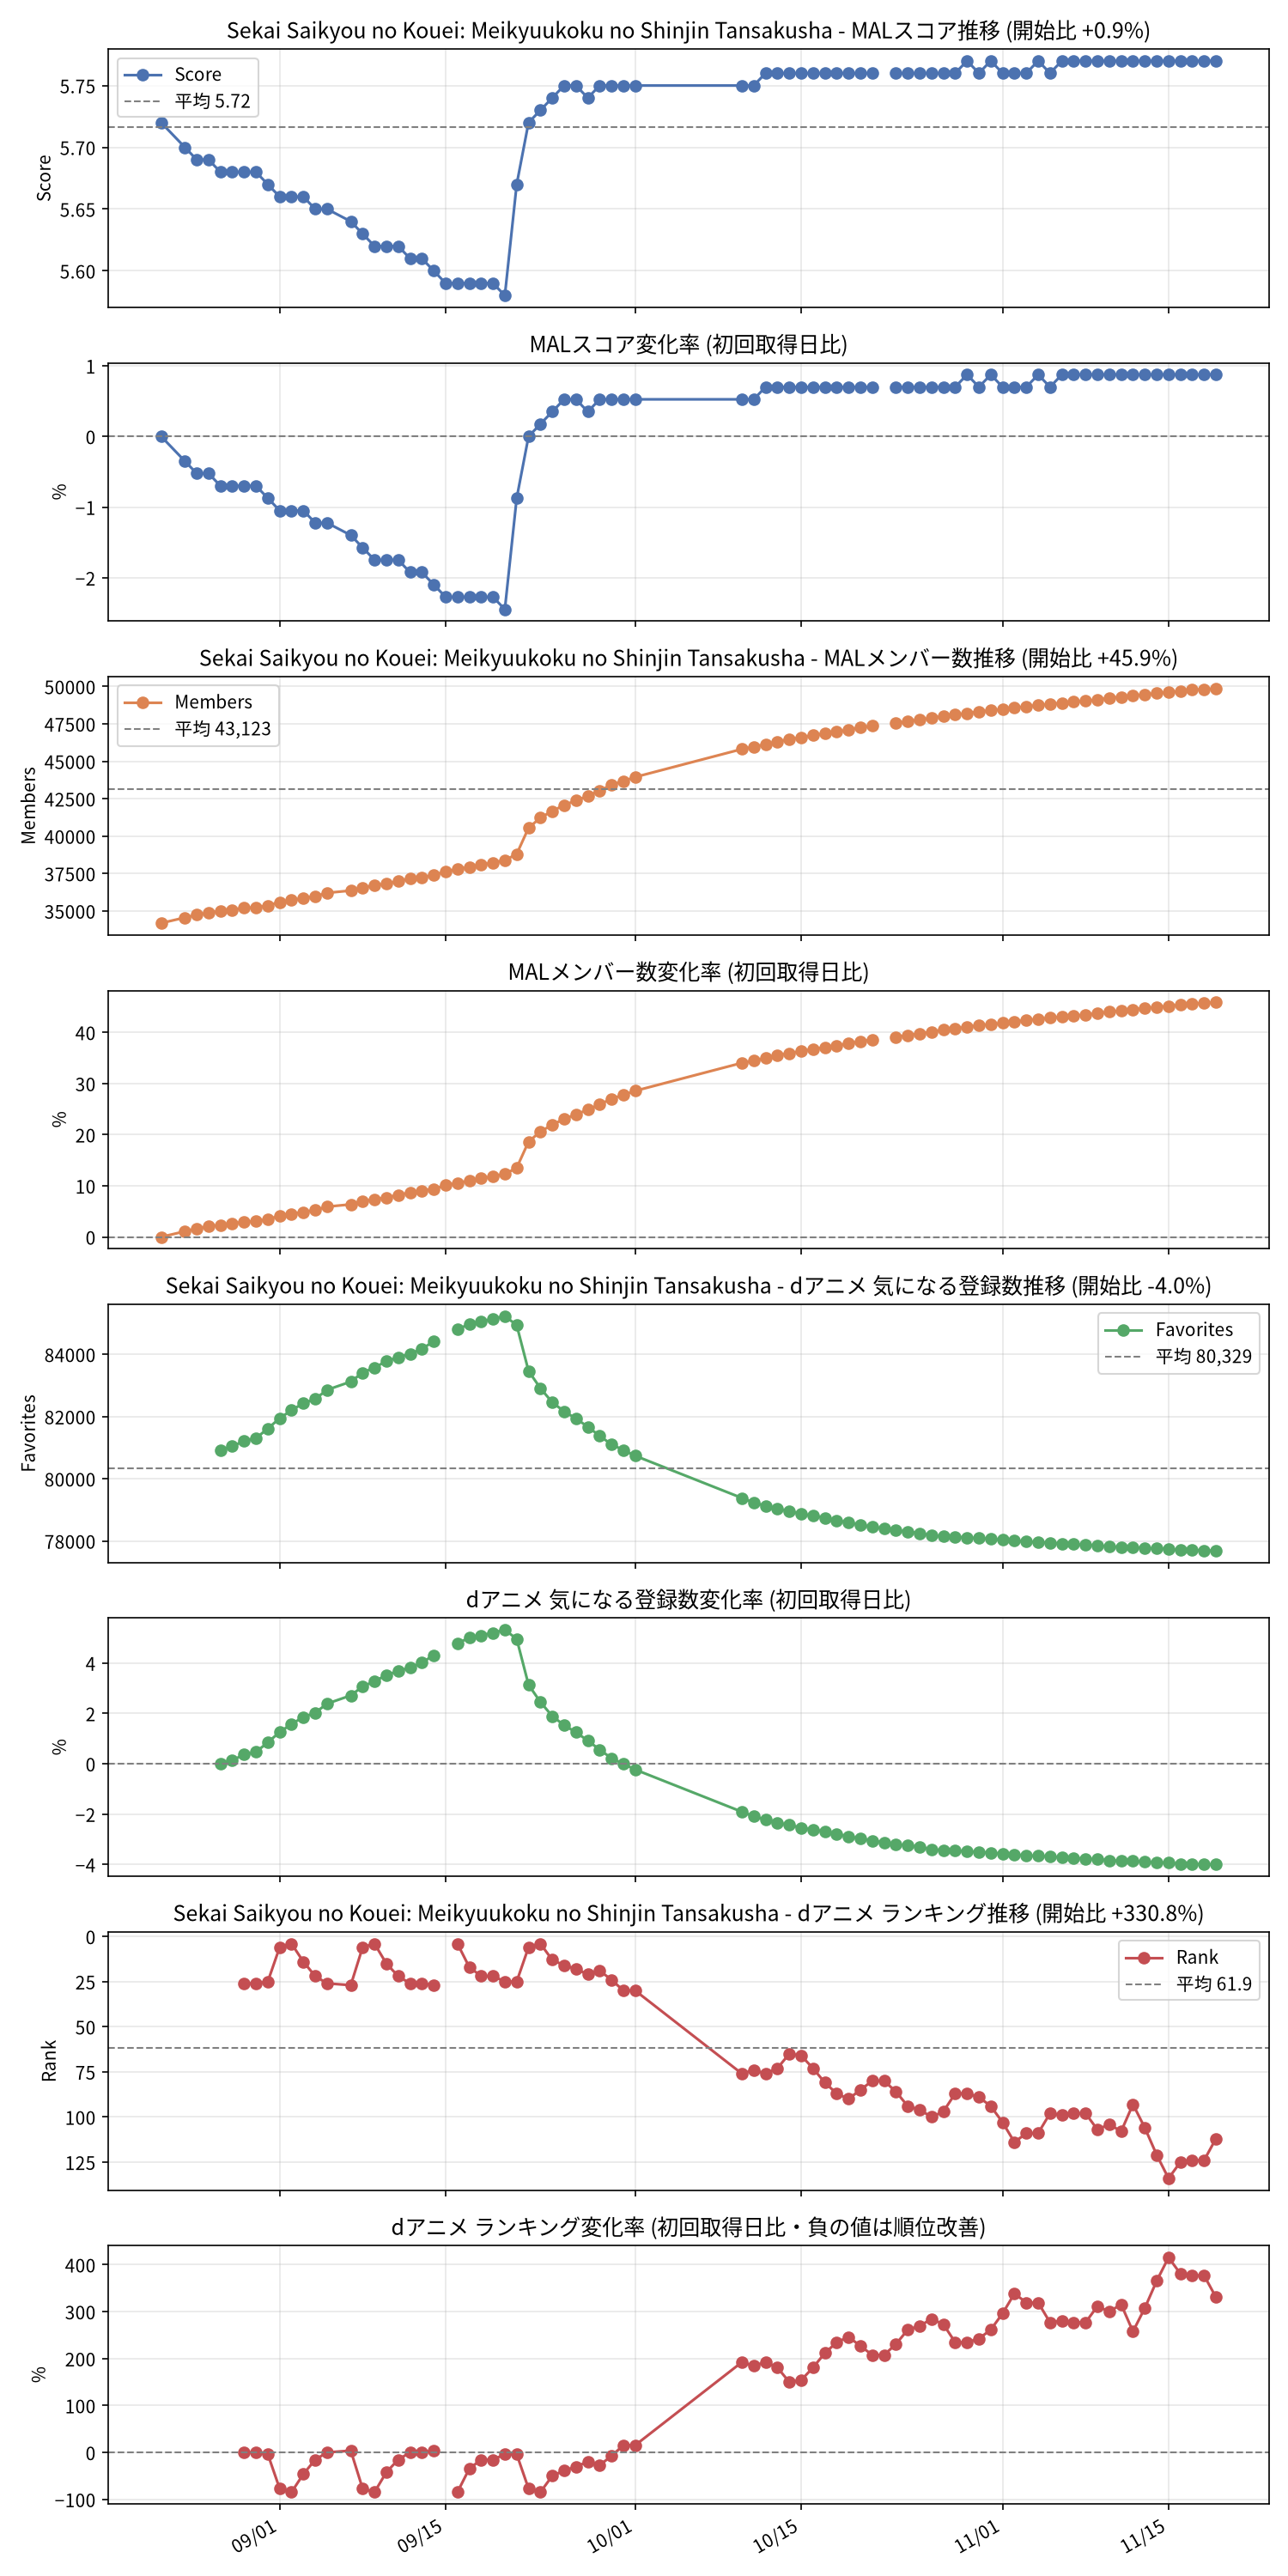 Sekai Saikyou no Kouei: Meikyuukoku no Shinjin Tansakusha - MALスコア推移 (開始比 +0.9%)
Score
平均 5.72
Score
5.75
5.70
5.65
5.60
MALスコア変化率 (初回取得日比)
%
1
0
−1
−2
Sekai Saikyou no Kouei: Meikyuukoku no Shinjin Tansakusha - MALメンバー数推移 (開始比 +45.9%)
Members
平均 43,123
Members
50000
47500
45000
42500
40000
37500
35000
MALメンバー数変化率 (初回取得日比)
%
40
30
20
10
0
Sekai Saikyou no Kouei: Meikyuukoku no Shinjin Tansakusha - dアニメ 気になる登録数推移 (開始比 -4.0%)
Favorites
平均 80,329
Favorites
84000
82000
80000
78000
dアニメ 気になる登録数変化率 (初回取得日比)
%
4
2
0
−2
−4
Sekai Saikyou no Kouei: Meikyuukoku no Shinjin Tansakusha - dアニメ ランキング推移 (開始比 +330.8%)
Rank
平均 61.9
Rank
0
25
50
75
100
125
dアニメ ランキング変化率 (初回取得日比・負の値は順位改善)
%
400
300
200
100
0
−100
09/01
09/15
10/01
10/15
11/01
11/15